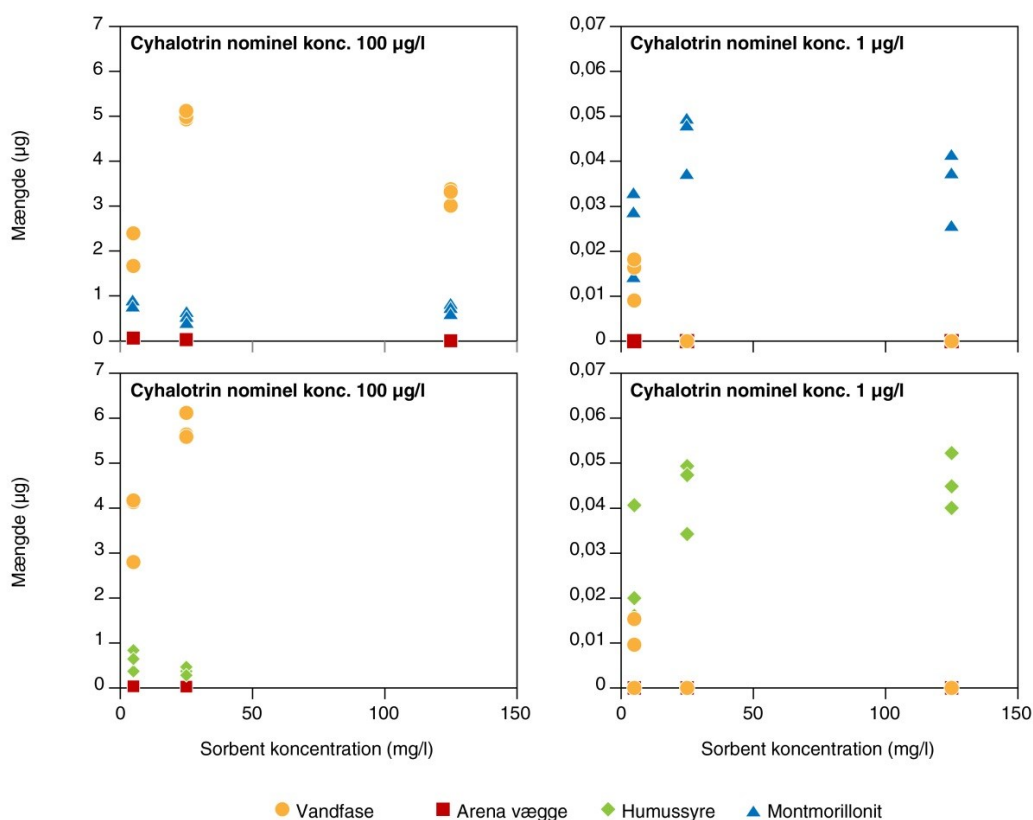 Cyhalotrin nominel konc. 100 µg/l
7
6
5
4
3
2
1
0
Mængde (µg)
Cyhalotrin nominel konc. 1 µg/l
0,07
0,06
0,05
0,04
0,03
0,02
0,01
0
Cyhalotrin nominel konc. 100 µg/l
7
6
5
4
3
2
1
0
Mængde (µg)
0 50 100 150
Sorbent koncentration (mg/l)
Cyhalotrin nominel konc. 1 µg/l
0,07
0,06
0,05
0,04
0,03
0,02
0,01
0
0 50 100 150
Sorbent koncentration (mg/l)
Vandfase Arena vægge Humussyre Montmorillonit